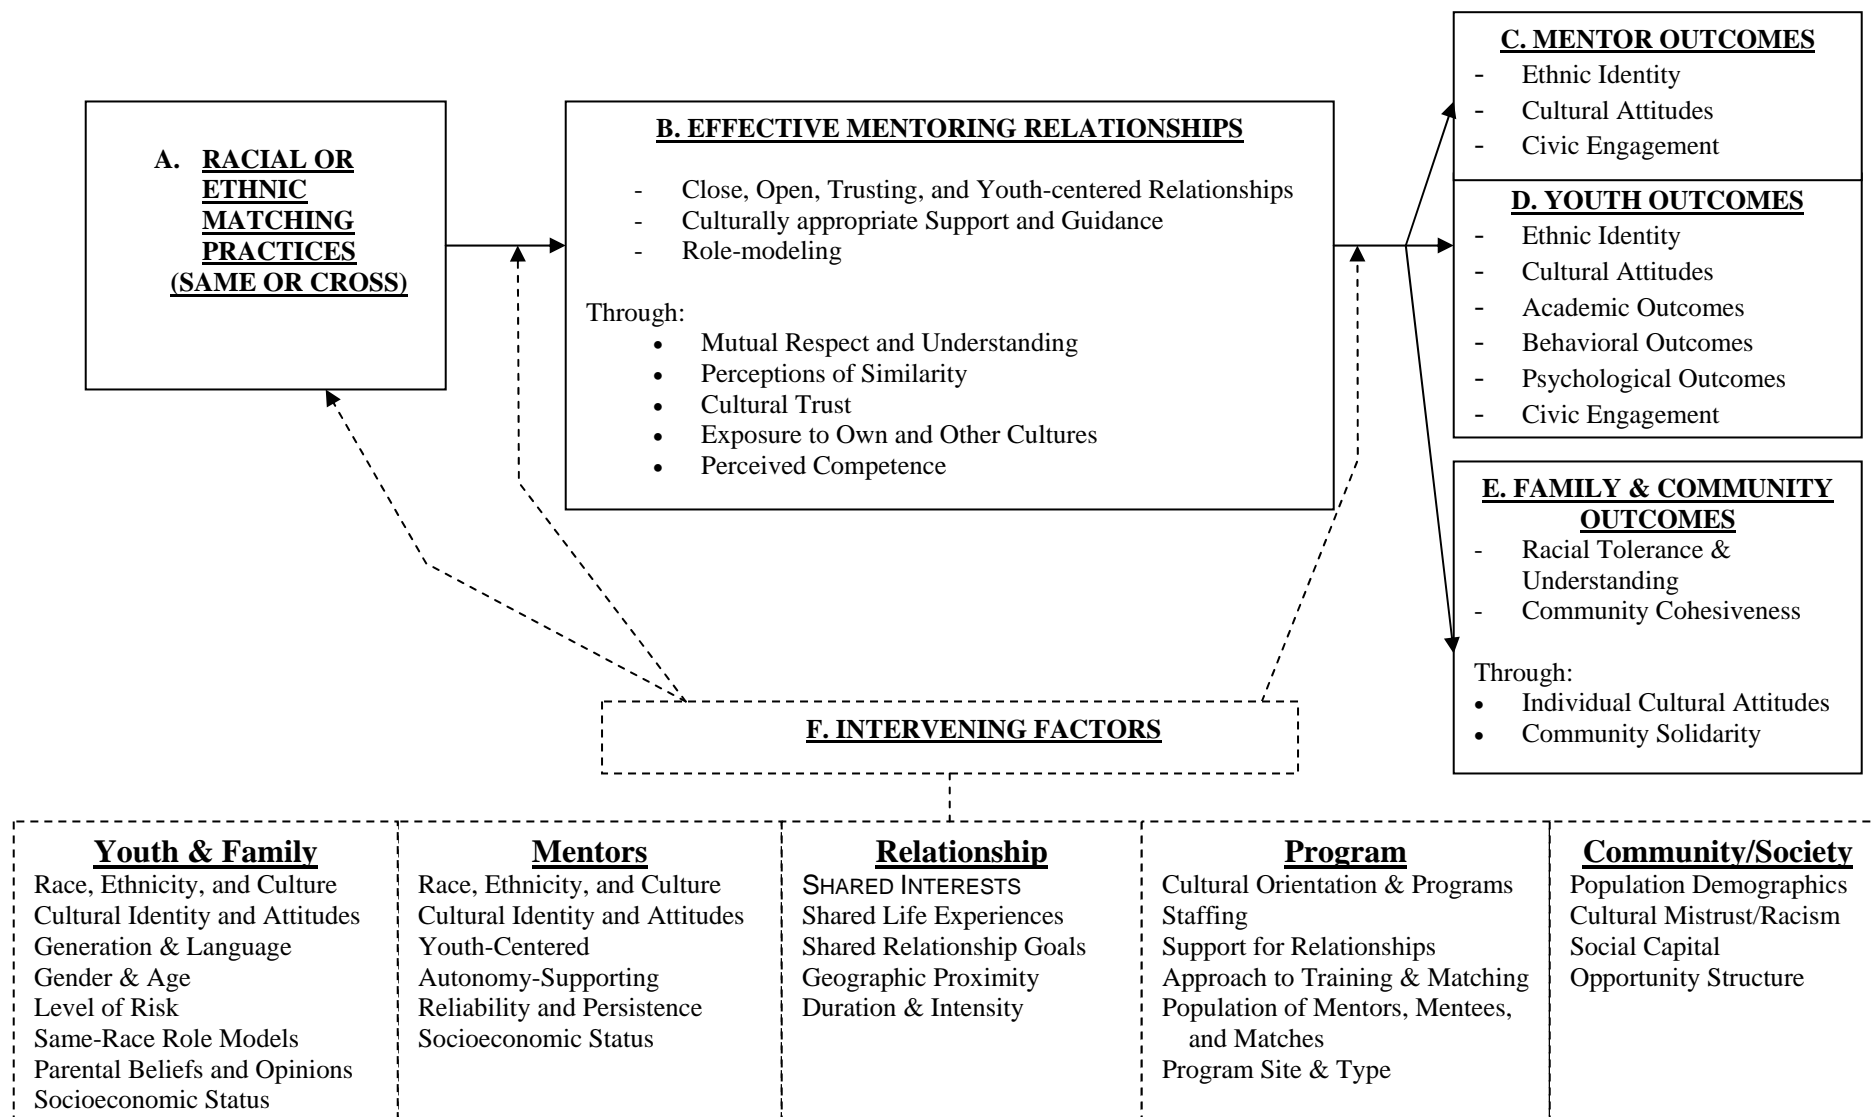 A. RACIAL OR
ETHNIC
MATCHING
PRACTICES
(SAME OR CROSS)
B. EFFECTIVE MENTORING RELATIONSHIPS
- Close, Open, Trusting, and Youth-centered Relationships
- Culturally appropriate Support and Guidance
- Role-modeling
Through:
• Mutual Respect and Understanding
• Perceptions of Similarity
• Cultural Trust
• Exposure to Own and Other Cultures
• Perceived Competence
C. MENTOR OUTCOMES
- Ethnic Identity
- Cultural Attitudes
- Civic Engagement
D. YOUTH OUTCOMES
- Ethnic Identity
- Cultural Attitudes
- Academic Outcomes
- Behavioral Outcomes
- Psychological Outcomes
- Civic Engagement
E. FAMILY & COMMUNITY
OUTCOMES
- Racial Tolerance &
Understanding
- Community Cohesiveness
Through:
• Individual Cultural Attitudes
• Community Solidarity
F. INTERVENING FACTORS
Youth & Family
Race, Ethnicity, and Culture
Cultural Identity and Attitudes
Generation & Language
Gender & Age
Level of Risk
Same-Race Role Models
Parental Beliefs and Opinions
Socioeconomic Status
Mentors
Race, Ethnicity, and Culture
Cultural Identity and Attitudes
Youth-Centered
Autonomy-Supporting
Reliability and Persistence
Socioeconomic Status
Relationship
SHARED INTERESTS
Shared Life Experiences
Shared Relationship Goals
Geographic Proximity
Duration & Intensity
Program
Cultural Orientation & Programs
Staffing
Support for Relationships
Approach to Training & Matching
Population of Mentors, Mentees,
and Matches
Program Site & Type
Community/Society
Population Demographics
Cultural Mistrust/Racism
Social Capital
Opportunity Structure